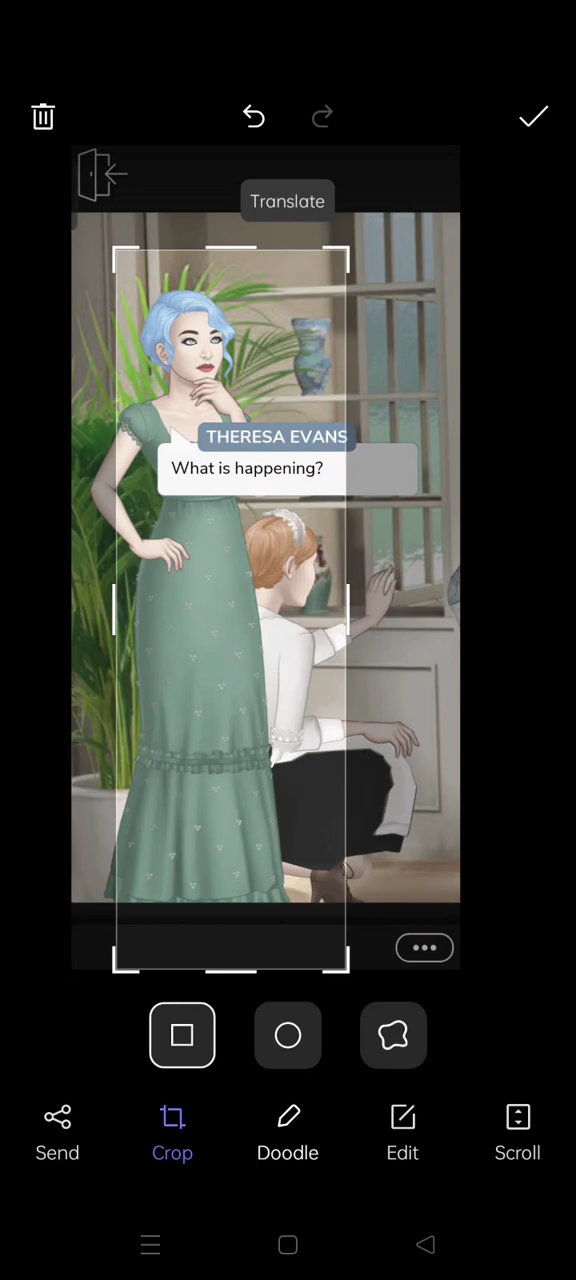 Translate
THERESA EVANS
What is happening?
Send
Crop
Doodle
Edit
Scroll